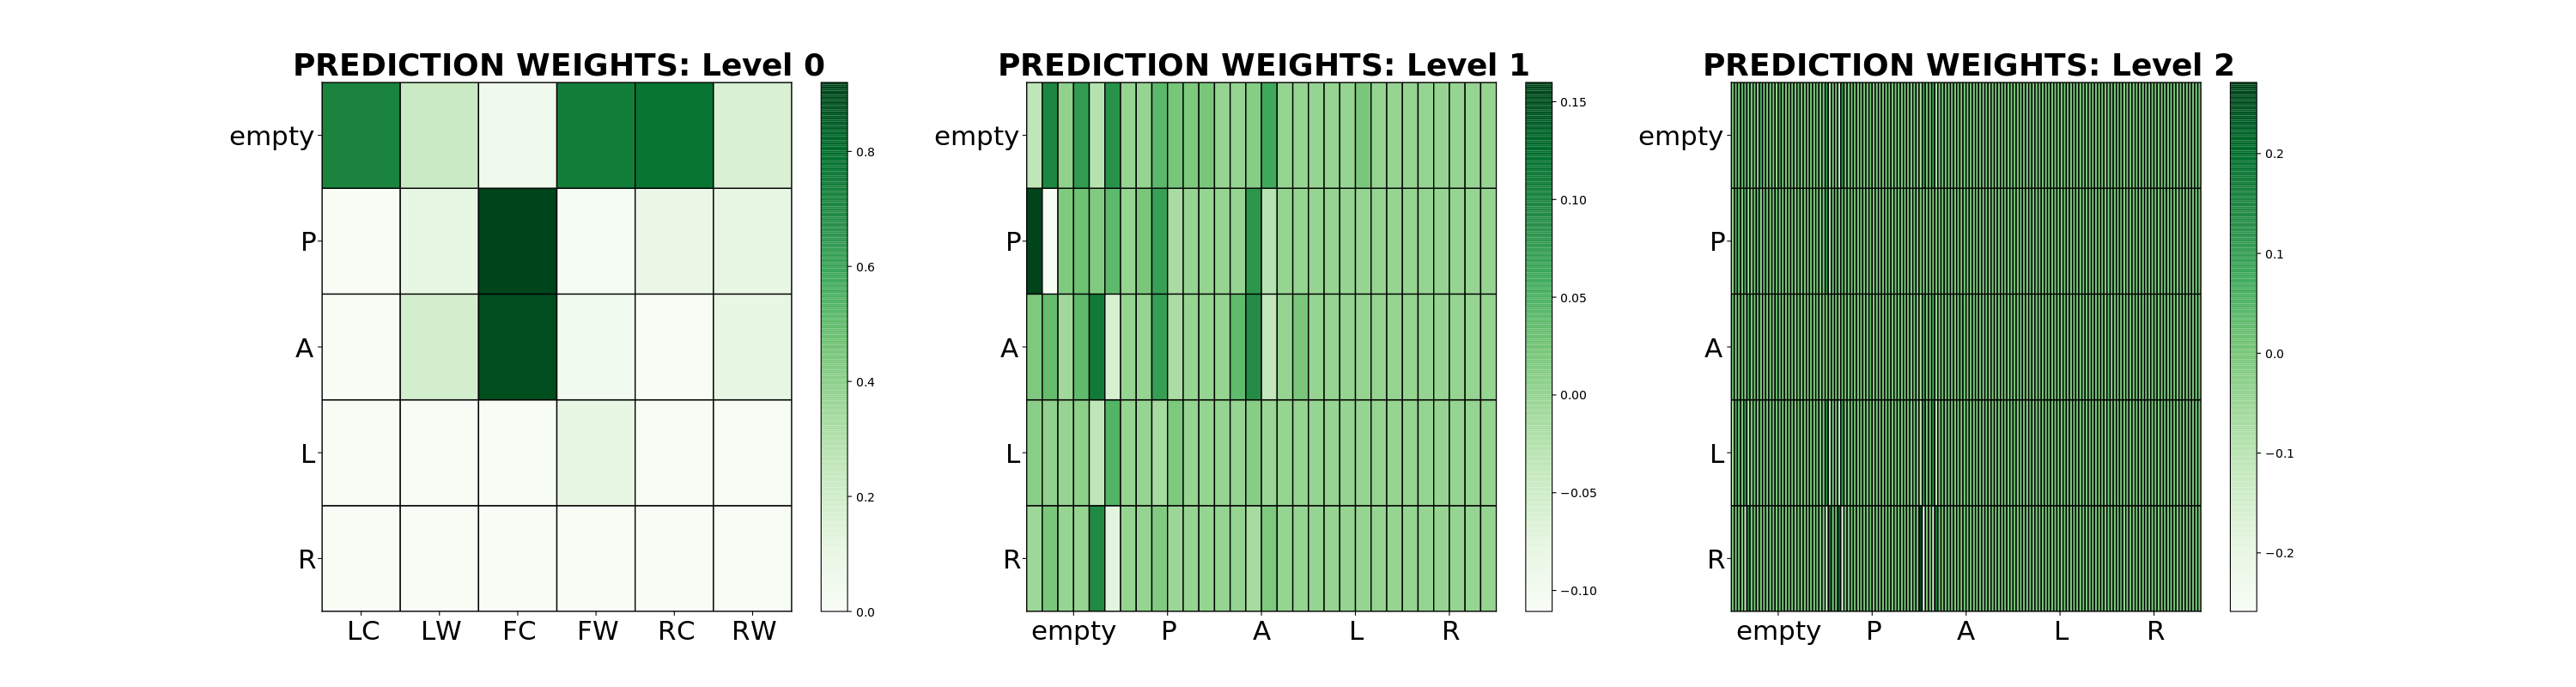 PREDICTION WEIGHTS: Level 0
empty
P
A
L
R
LC LW FC FW RC RW
0.8
0.6
0.4
0.2
0.0
PREDICTION WEIGHTS: Level 1
empty
P
A
L
R
empty P A L R
0.15
0.10
0.05
0.00
−0.05
−0.10
PREDICTION WEIGHTS: Level 2
empty
P
A
L
R
empty P A L R
0.2
0.1
0.0
−0.1
−0.2